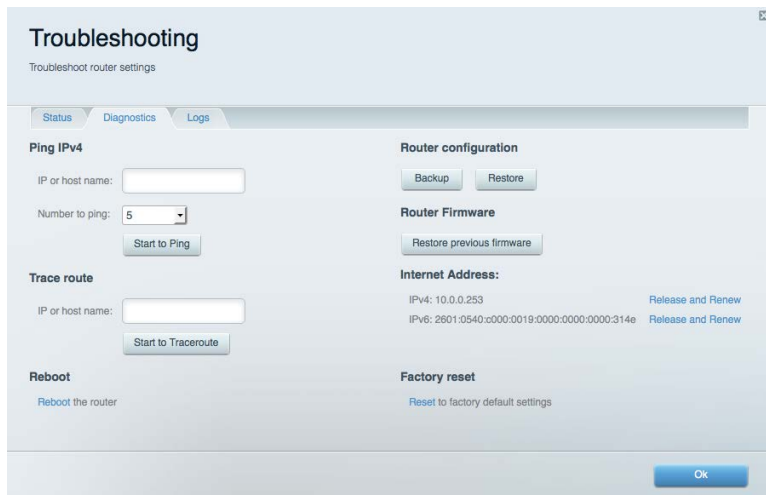 Troubleshooting
Troubleshoot router settings
Status
Diagnostics
Logs
Ping IPv4
IP or host name:
Number to ping: 5
Start to Ping
Trace route
IP or host name:
Start to Traceroute
Reboot
Reboot the router
Router configuration
Backup
Restore
Router Firmware
Restore previous firmware
Internet Address:
IPv4: 10.0.0.253 Release and Renew
IPv6: 2601:0540:c000:0019:0000:0000:0000:314e Release and Renew
Factory reset
Reset to factory default settings
Ok